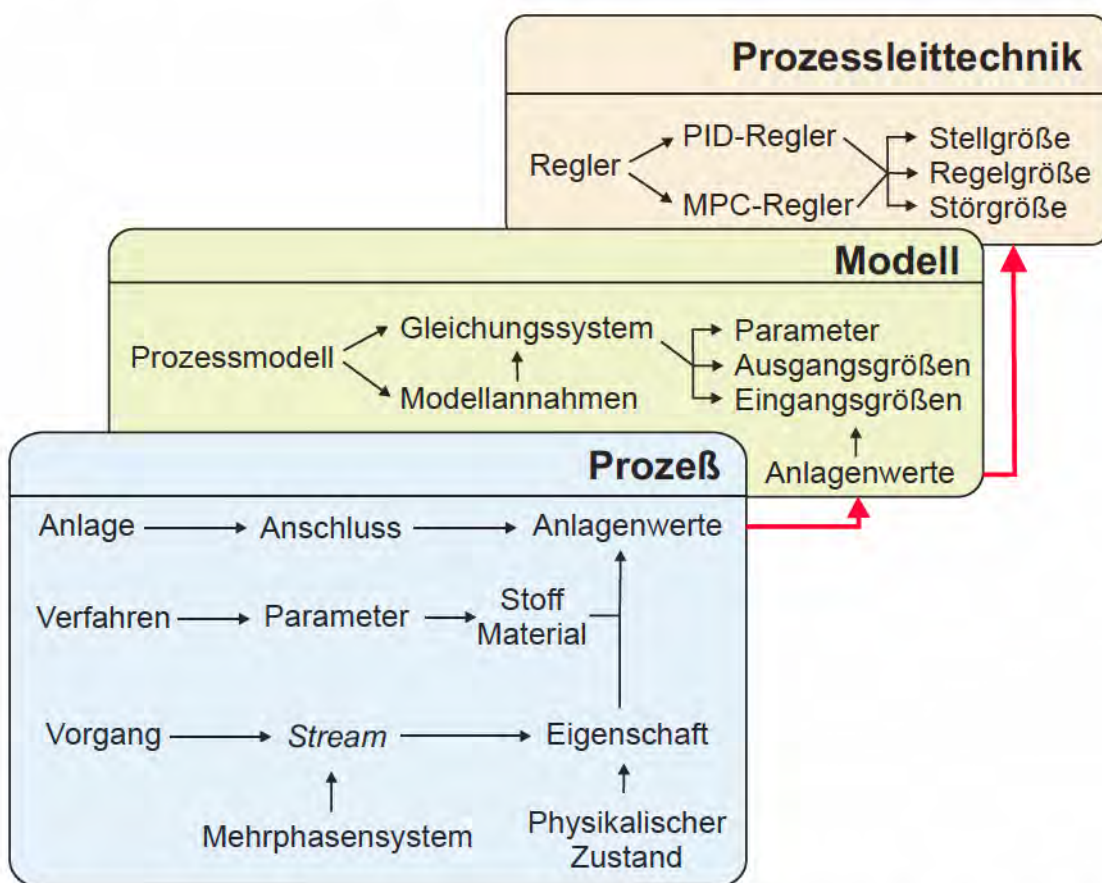 Prozessleittechnik
PID-Regler
Regler
MPC-Regler
Stellgröße
Regelgröße
Störgröße
Modell
Gleichungssystem
Prozessmodell
Modellannahmen
Parameter
Ausgangsgrößen
Eingangsgrößen
Anlagenwerte
Prozeß
Anlage
Anschluss
Anlagenwerte
Verfahren
Parameter
Stoff
Material
Vorgang
Stream
Eigenschaft
Mehrphasensystem
Physikalischer
Zustand